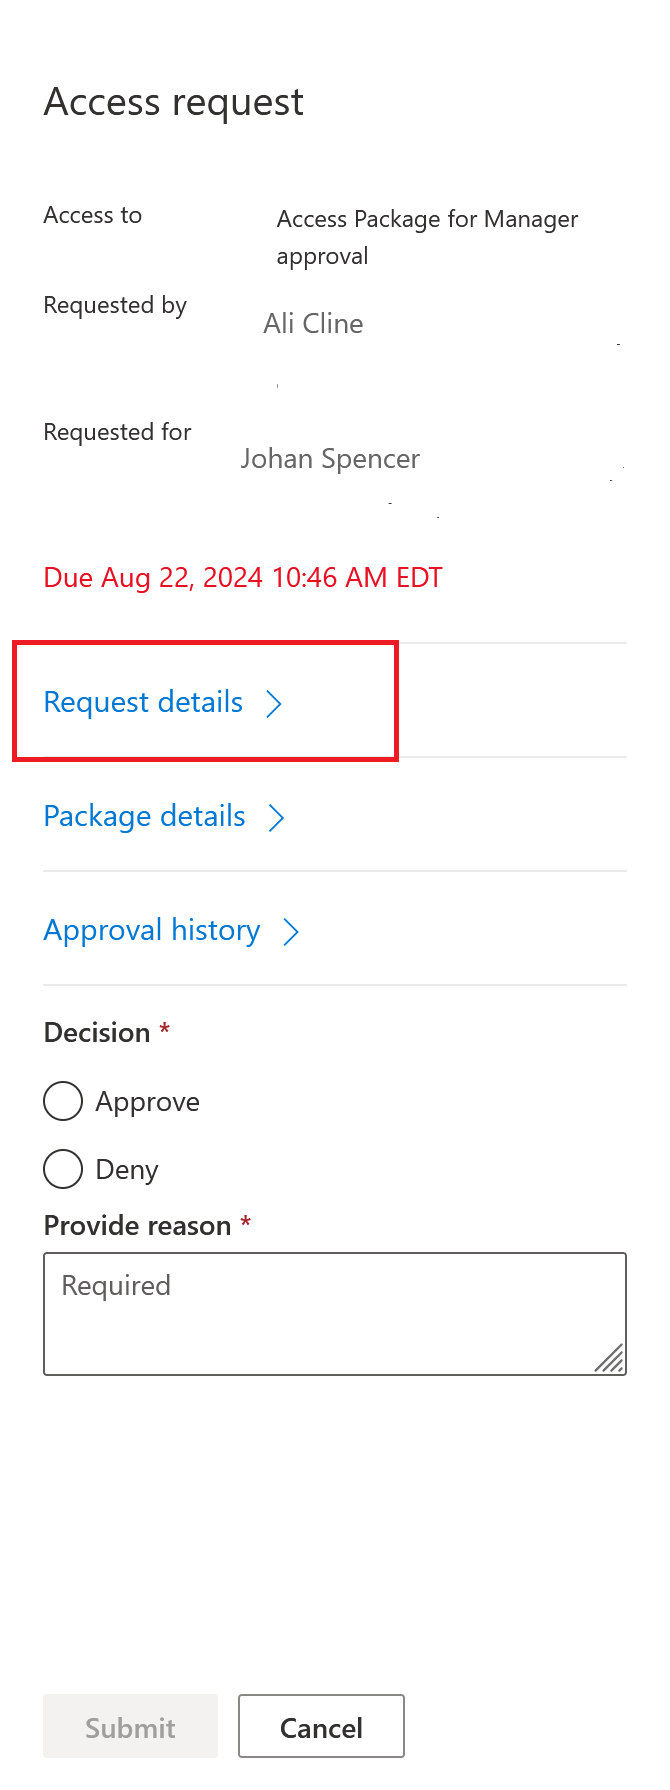 Access request
Access to
Access Package for Manager
approval
Requested by
Ali Cline
Requested for
Johan Spencer
Due Aug 22, 2024 10:46 AM EDT
Request details
Package details
Approval history
Decision *
Approve
Deny
Provide reason *
Required
Submit
Cancel